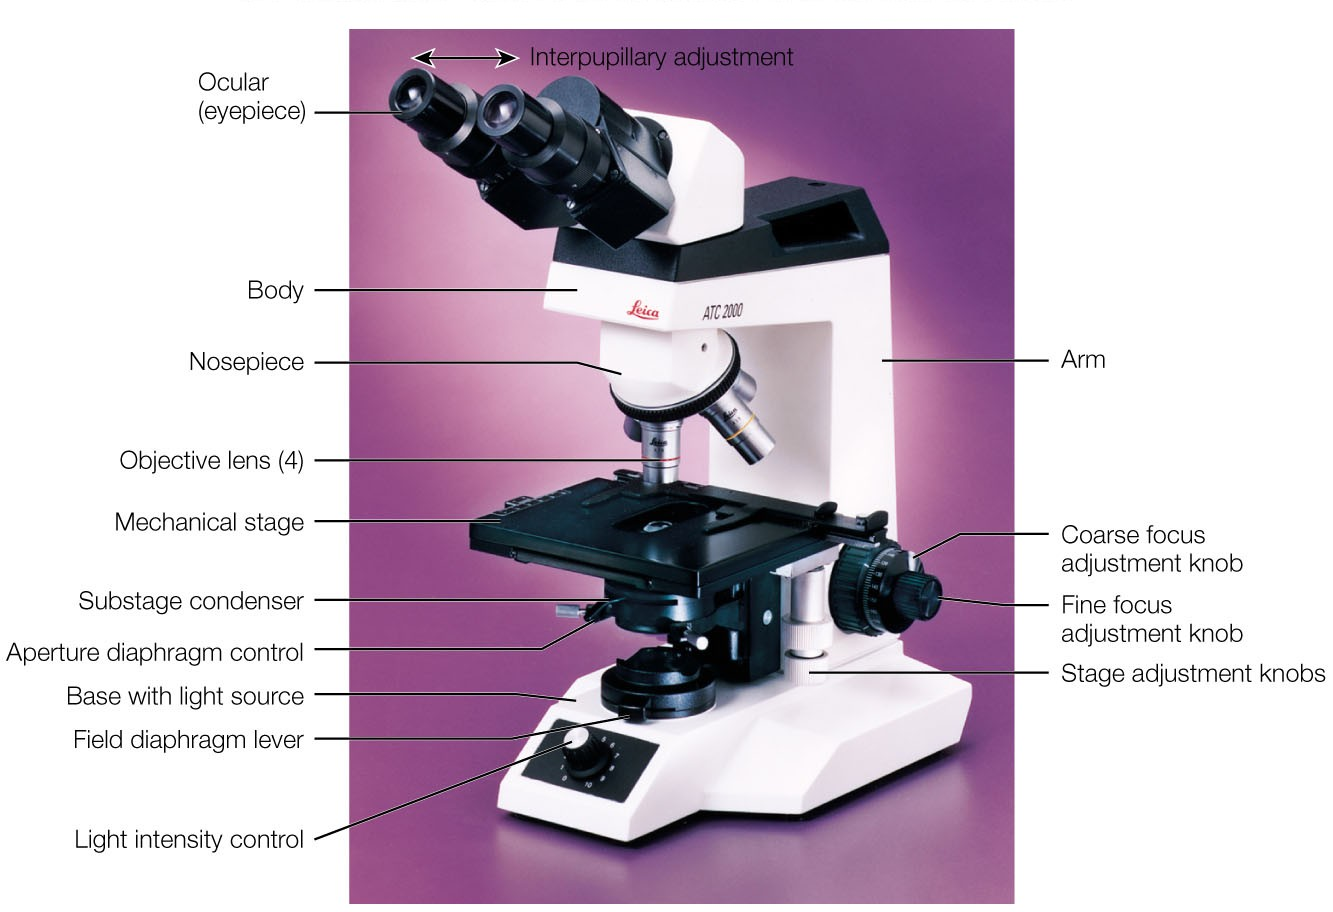 Interpupillary adjustment
Ocular
(eyepiece)
Body
Leica
ATC 2000
Nosepiece
Arm
Objective lens (4)
Mechanical stage
Coarse focus
adjustment knob
Substage condenser
Fine focus
adjustment knob
Aperture diaphragm control
Stage adjustment knobs
Base with light source
Field diaphragm lever
Light intensity control